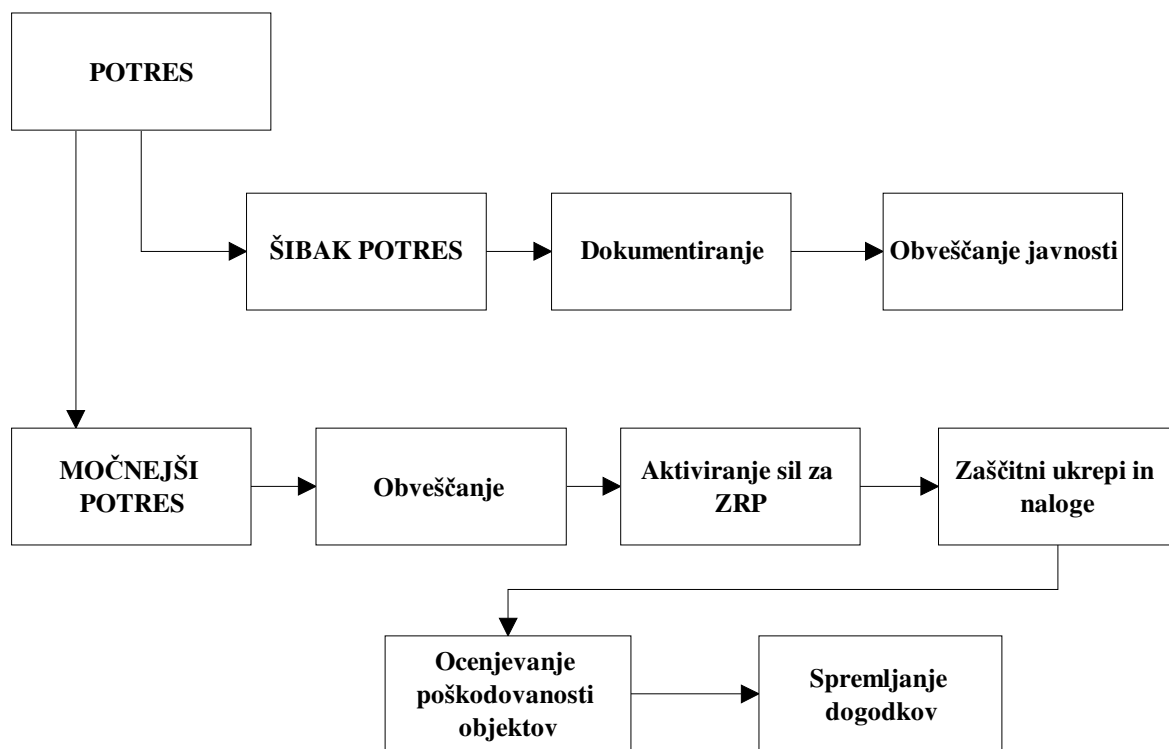 POTRES
ŠIBAK POTRES
Dokumentiranje
Obveščanje javnosti
MOČNEJŠI
POTRES
Obveščanje
Aktiviranje sil za
ZRP
Zaščitni ukrepi in
naloge
Ocenjevanje
poškodovanosti
objektov
Spremljanje
dogodkov